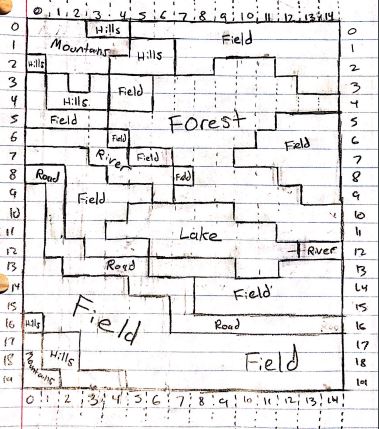 0 1 2 3 4 5 6 7 8 9 10 11 12 13 14
0 Hills Field 0
1 Mountains Hills 1
2 Hills 2
3 Field 3
4 Hills 4
5 Field Forest 5
6 Field Field 6
7 River Field 7
8 Road Field 8
9 Field 9
10 10
11 Lake 11
12 River 12
13 Road 13
14 Field 14
15 Field 15
16 Hills Road 16
17 Hills 17
18 Mountains Field 18
19 19
0 1 2 3 4 5 6 7 8 9 10 11 12 13 14